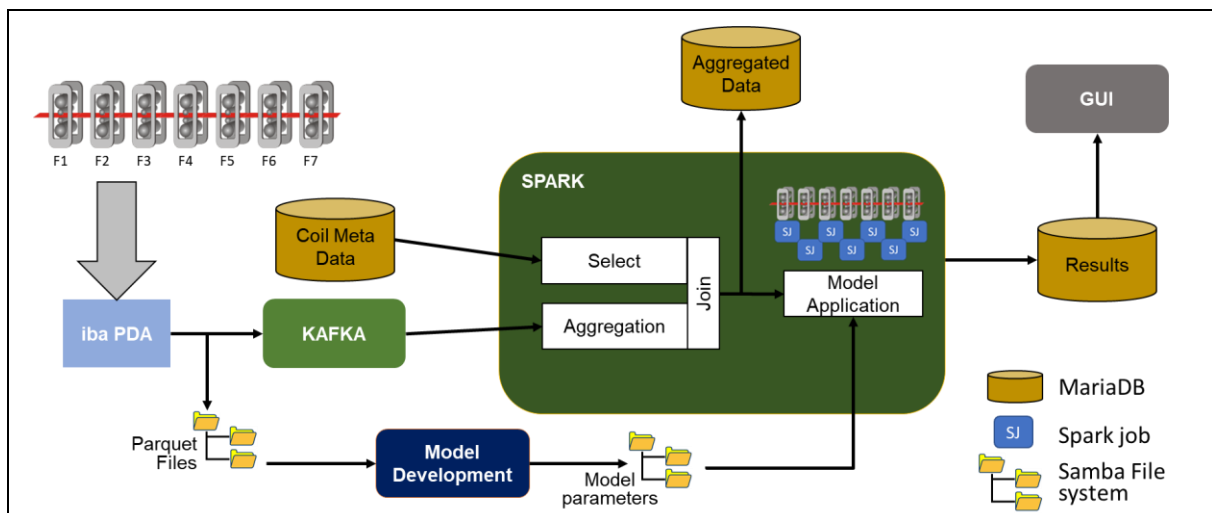 F1 F2 F3 F4 F5 F6 F7
Aggregated
Data
GUI
SPARK
Coil Meta
Data
SJ SJ SJ SJ
SJ SJ SJ
Select
Join
Aggregation
Model
Application
Results
iba PDA
KAFKA
MariaDB
Parquet
Files
Model
Development
Model
parameters
SJ
Spark job
Samba File
system